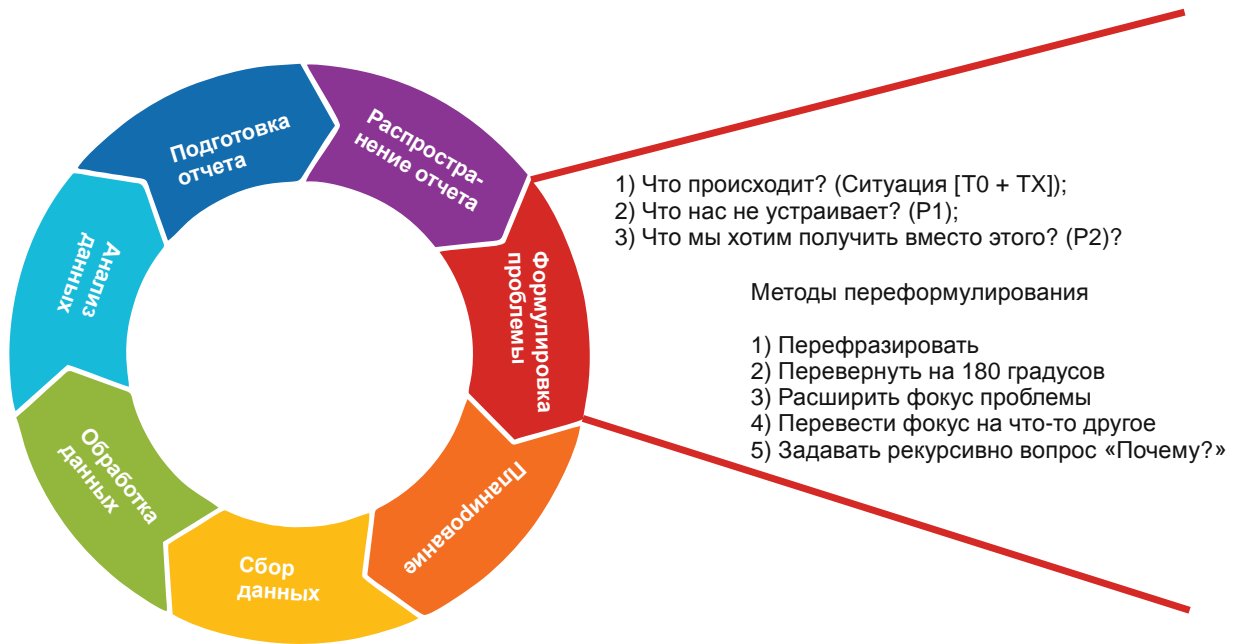 Подготовка
отчета
Распростра-
нение отчета
Формулировка
проблемы
Планирование
Сбор
данных
Обработка
данных
Анализ
данных
1) Что происходит? (Ситуация [T0 + TX]);
2) Что нас не устраивает? (P1);
3) Что мы хотим получить вместо этого? (P2)?
Методы переформулирования
1) Перефразировать
2) Перевернуть на 180 градусов
3) Расширить фокус проблемы
4) Перевести фокус на что-то другое
5) Задавать рекурсивно вопрос «Почему?»